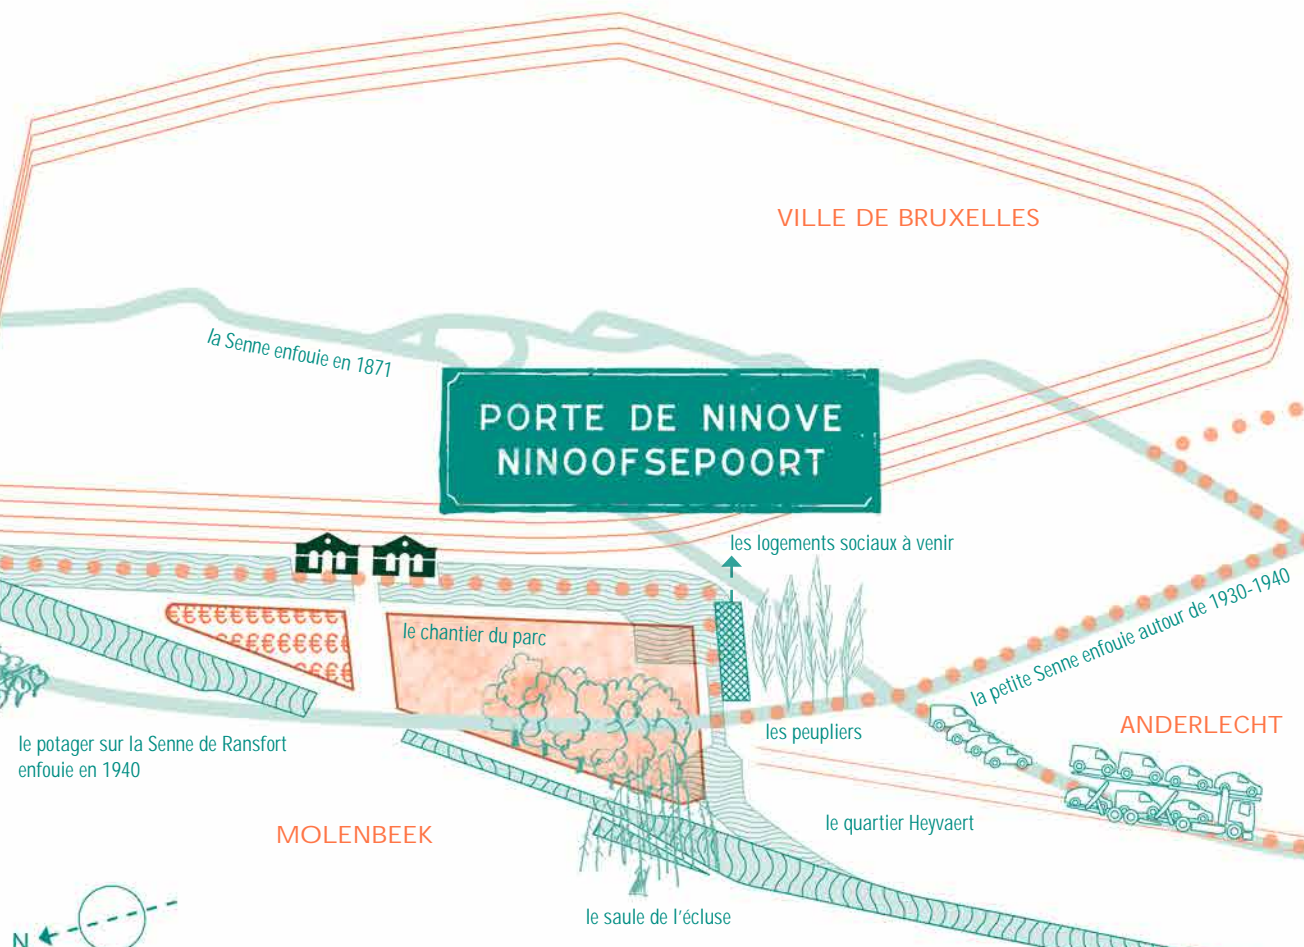 VILLE DE BRUXELLES
la Senne enfouie en 1871
PORTE DE NINOVE
NINOOFSEPOORT
les logements sociaux à venir
€€€€€€€€€€€€
€€€€€€€€
€€€
le chantier du parc
la petite Senne enfouie autour de 1930-1940
les peupliers
ANDERLECHT
le potager sur la Senne de Ransfort
enfouie en 1940
MOLENBEEK
le quartier Heyvaert
le saule de l'écluse
N